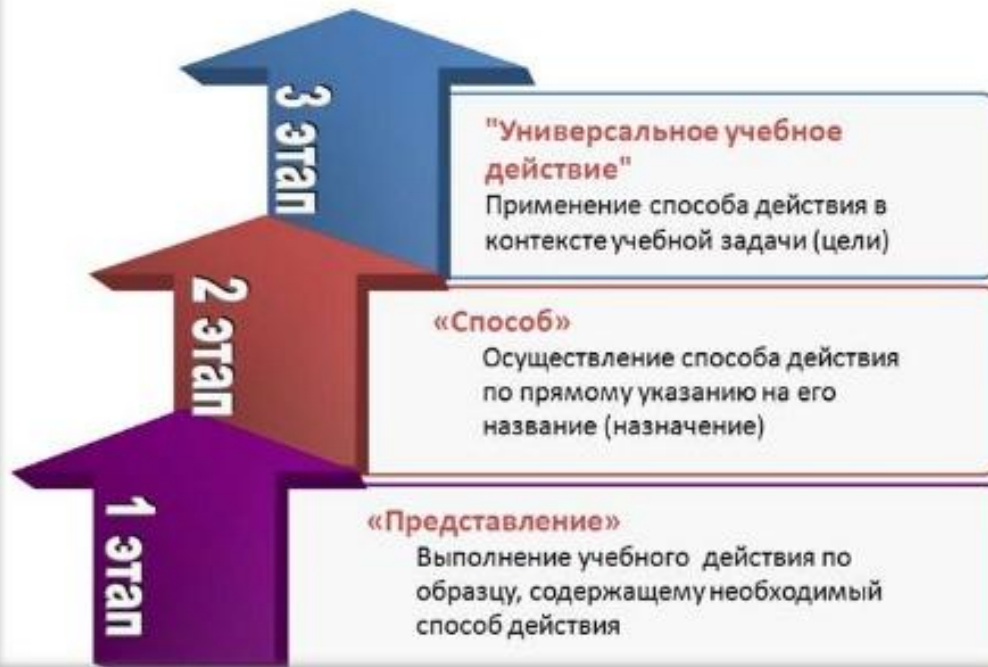 3 этап
"Универсальное учебное
действие"
Применение способа действия в
контексте учебной задачи (цели)
2 этап
«Способ»
Осуществление способа действия
по прямому указанию на его
название (назначение)
1 этап
«Представление»
Выполнение учебного действия по
образцу, содержащему необходимый
способ действия